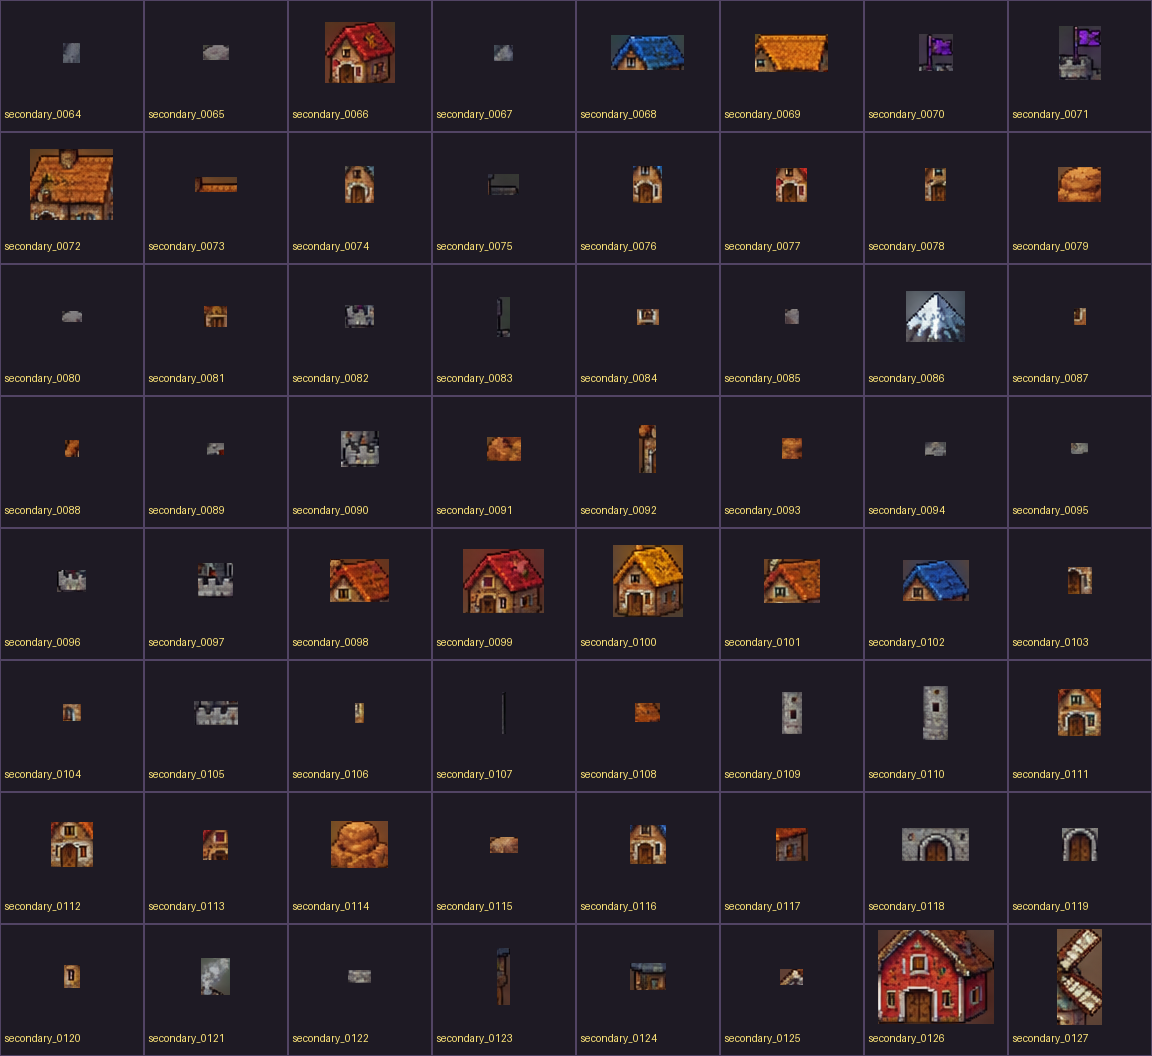 secondary_0064 secondary_0065 secondary_0066 secondary_0067 secondary_0068 secondary_0069 secondary_0070 secondary_0071
secondary_0072 secondary_0073 secondary_0074 secondary_0075 secondary_0076 secondary_0077 secondary_0078 secondary_0079
secondary_0080 secondary_0081 secondary_0082 secondary_0083 secondary_0084 secondary_0085 secondary_0086 secondary_0087
secondary_0088 secondary_0089 secondary_0090 secondary_0091 secondary_0092 secondary_0093 secondary_0094 secondary_0095
secondary_0096 secondary_0097 secondary_0098 secondary_0099 secondary_0100 secondary_0101 secondary_0102 secondary_0103
secondary_0104 secondary_0105 secondary_0106 secondary_0107 secondary_0108 secondary_0109 secondary_0110 secondary_0111
secondary_0112 secondary_0113 secondary_0114 secondary_0115 secondary_0116 secondary_0117 secondary_0118 secondary_0119
secondary_0120 secondary_0121 secondary_0122 secondary_0123 secondary_0124 secondary_0125 secondary_0126 secondary_0127